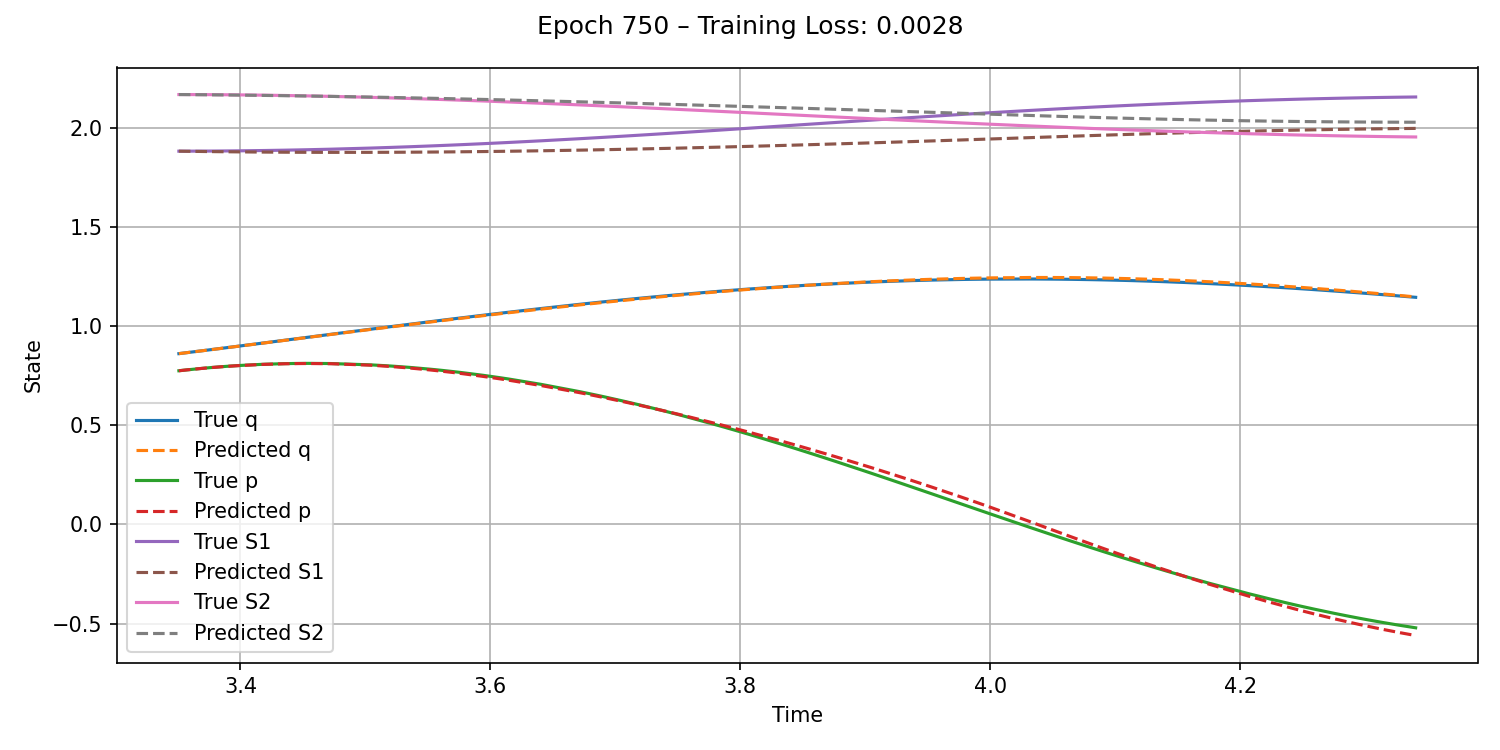 Epoch 750 – Training Loss: 0.0028
State
2.0
1.5
1.0
0.5
0.0
−0.5
True q
Predicted q
True p
Predicted p
True S1
Predicted S1
True S2
Predicted S2
3.4 3.6 3.8 4.0 4.2
Time